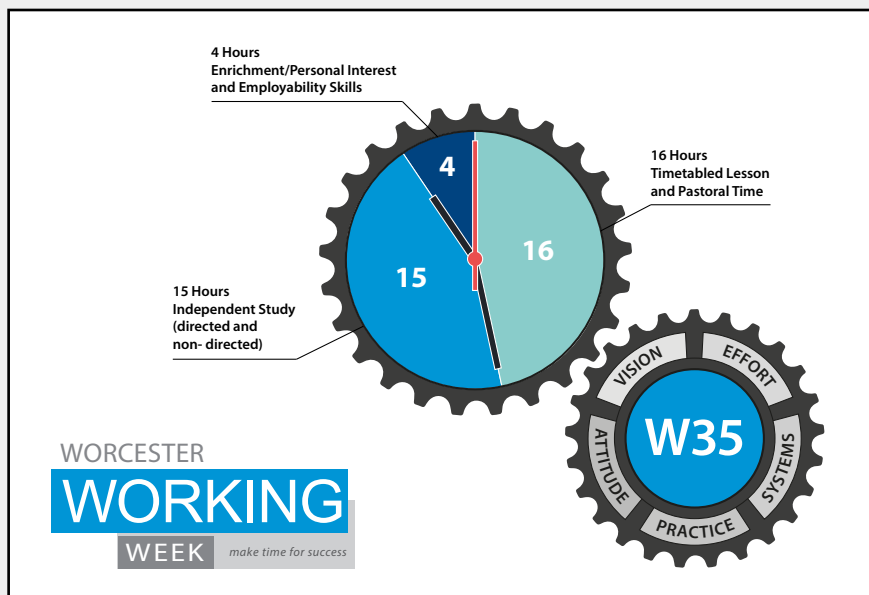 4 Hours
Enrichment/Personal Interest
and Employability Skills
4
16 Hours
Timetabled Lesson
and Pastoral Time
16
15
15 Hours
Independent Study
(directed and
non- directed)
VISION
EFFORT
ATTITUDE
W35
SYSTEMS
PRACTICE
WORCESTER
WORKING
WEEK
make time for success